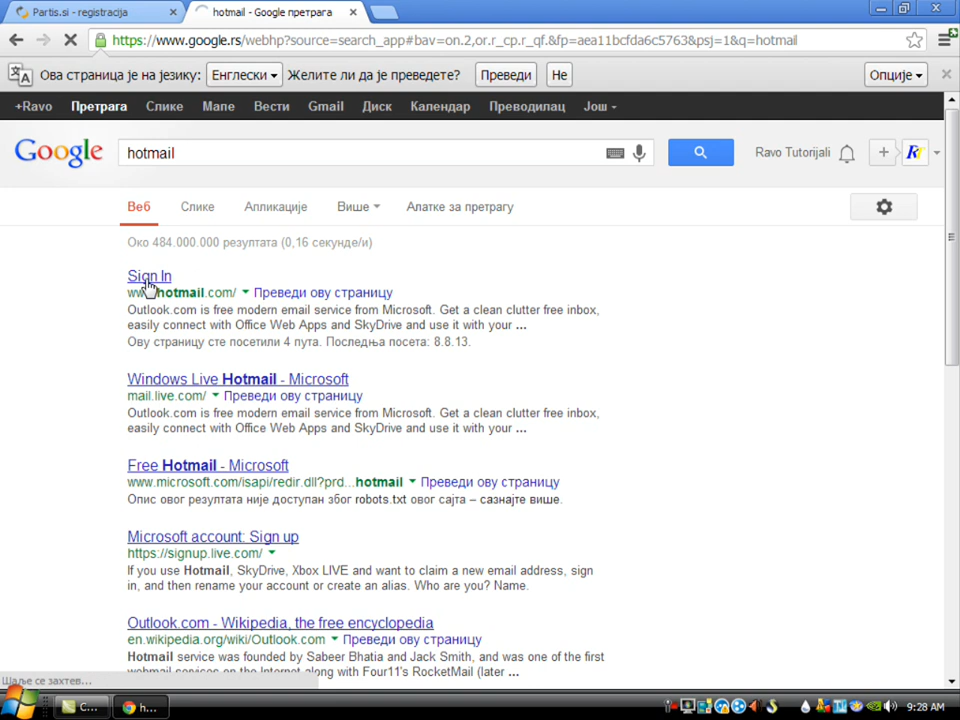 Partis.si - registracija
hotmail - Google претрага
https://www.google.rs/webhp?source=search_app#bav=on.2,or.r_cp.r_qf.&fp=aea11bcfda6c5763&psj=1&q=hotmail
Ова страница је на језику: Енглески Желите ли да је преведете? Преведи Не Опције
+Ravo Претрага Слике Мапе Вести Gmail Диск Календар Преводилац Још
Google hotmail Ravo Tutorijali
Веб Слике Апликације Више Алатке за претрагу
Око 484.000.000 резултата (0,16 секунде/и)
Sign In
www.hotmail.com/ Преведи ову страницу
Outlook.com is free modern email service from Microsoft. Get a clean clutter free inbox,
easily connect with Office Web Apps and SkyDrive and use it with your ...
Ову страницу сте посетили 4 пута. Последња посета: 8.8.13.
Windows Live Hotmail - Microsoft
mail.live.com/ Преведи ову страницу
Outlook.com is free modern email service from Microsoft. Get a clean clutter free inbox,
easily connect with Office Web Apps and SkyDrive and use it with your ...
Free Hotmail - Microsoft
www.microsoft.com/isapi/redir.dll?prd...hotmail Преведи ову страницу
Опис овог резултата није доступан због robots.txt овог сајта – сазнајте више.
Microsoft account: Sign up
https://signup.live.com/
If you use Hotmail, SkyDrive, Xbox LIVE and want to claim a new email address, sign
in, and then rename your account or create an alias. Who are you? Name.
Outlook.com - Wikipedia, the free encyclopedia
en.wikipedia.org/wiki/Outlook.com Преведи ову страницу
Hotmail service was founded by Sabeer Bhatia and Jack Smith, and was one of the first
webmail services on the Internet along with Four11's RocketMail (later ...
Шаље се захтев...
C... h... 9:28 AM